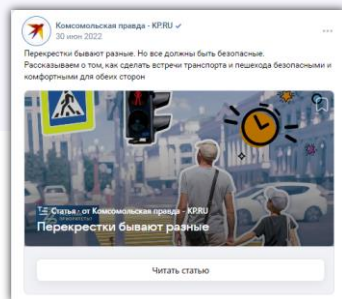 Комсомольская правда - KP.RU
30 июн 2022
Перекрестки бывают разные. Но все должны быть безопасные.
Рассказываем о том, как сделать встречи транспорта и пешехода безопасными и
комфортными для обеих сторон
Статья · от Комсомольская правда - KP.RU
Перекрестки бывают разные
Читать статью